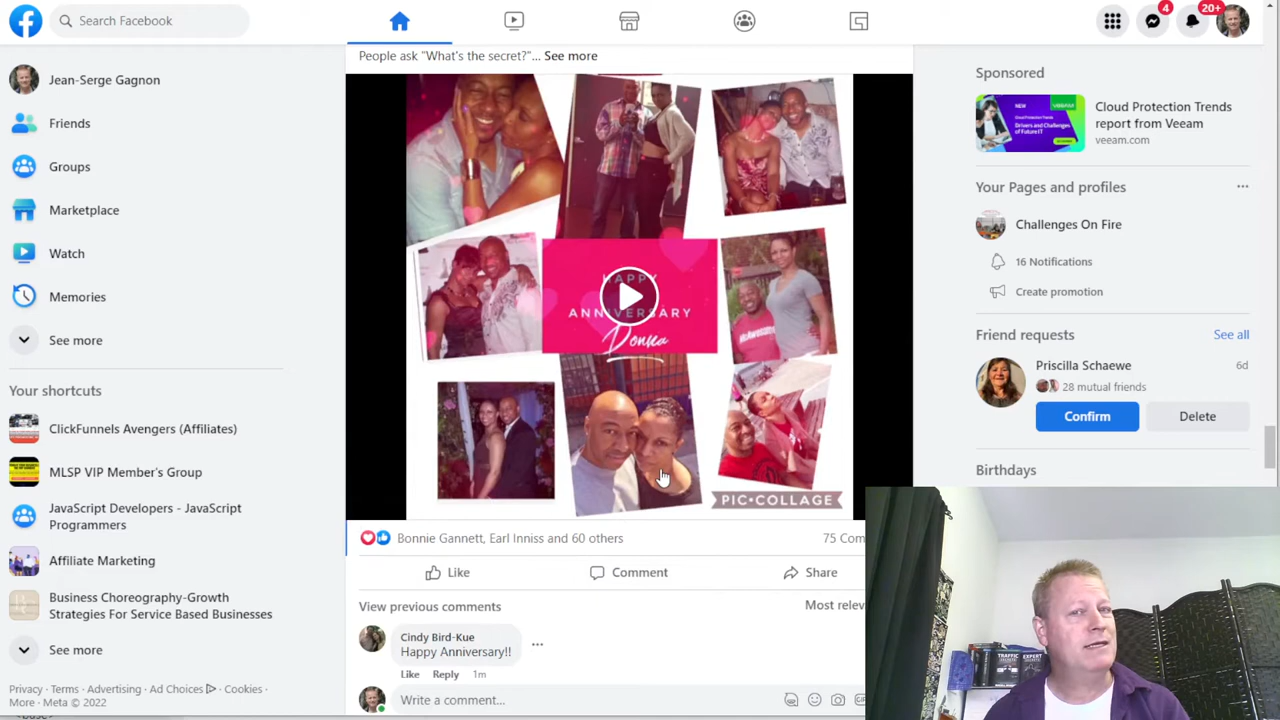 Search Facebook
4
20+
Jean-Serge Gagnon
Friends
Groups
Marketplace
Watch
Memories
See more
Your shortcuts
ClickFunnels Avengers (Affiliates)
MLSP VIP Member's Group
JavaScript Developers - JavaScript
Programmers
Affiliate Marketing
Business Choreography-Growth
Strategies For Service Based Businesses
See more
Privacy · Terms · Advertising · Ad Choices · Cookies ·
More · Meta © 2022
People ask "What's the secret?"... See more
HAPPY
ANNIVERSARY
Donna
PIC•COLLAGE
Bonnie Gannett, Earl Inniss and 60 others
75 Com
Like
Comment
Share
View previous comments
Most relev
Cindy Bird-Kue
Happy Anniversary!!
Like Reply 1m
Write a comment...
Sponsored
Cloud Protection Trends
report from Veeam
veeam.com
Your Pages and profiles
Challenges On Fire
16 Notifications
Create promotion
Friend requests
See all
Priscilla Schaewe
6d
28 mutual friends
Confirm
Delete
Birthdays
TRAFFIC
EXPERT